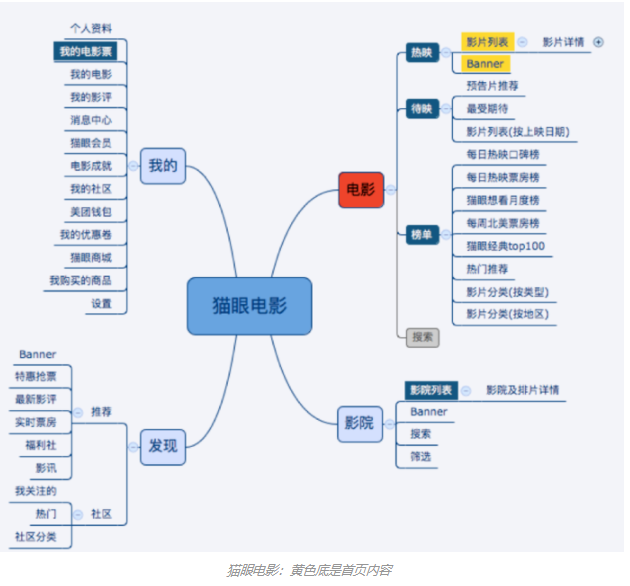 猫眼电影
我的
个人资料
我的电影票
我的电影
我的影评
消息中心
猫眼会员
电影成就
我的社区
美团钱包
我的优惠卷
猫眼商城
我购买的商品
设置
电影
热映
影片列表
影片详情
Banner
待映
预告片推荐
最受期待
影片列表(按上映日期)
榜单
每日热映口碑榜
每日热映票房榜
猫眼想看月度榜
每周北美票房榜
猫眼经典top100
热门推荐
影片分类(按类型)
影片分类(按地区)
搜索
发现
推荐
Banner
特惠抢票
最新影评
实时票房
福利社
影讯
社区
我关注的
热门
社区分类
影院
影院列表
影院及排片详情
Banner
搜索
筛选
猫眼电影：黄色底是首页内容